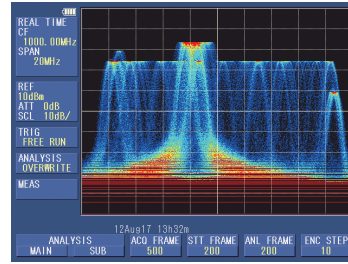 REAL TIME
CF
1000.00MHz
SPAN
20MHz
REF
10dBm
ATT 0dB
SCL 10dB/
TRIG
FREE RUN
ANALYSIS
OVERWRITE
MEAS
12Aug17 13h32m
ANALYSIS
MAIN SUB
ACQ FRAME
500
STT FRAME
200
ANL FRAME
200
ENC STEP
10